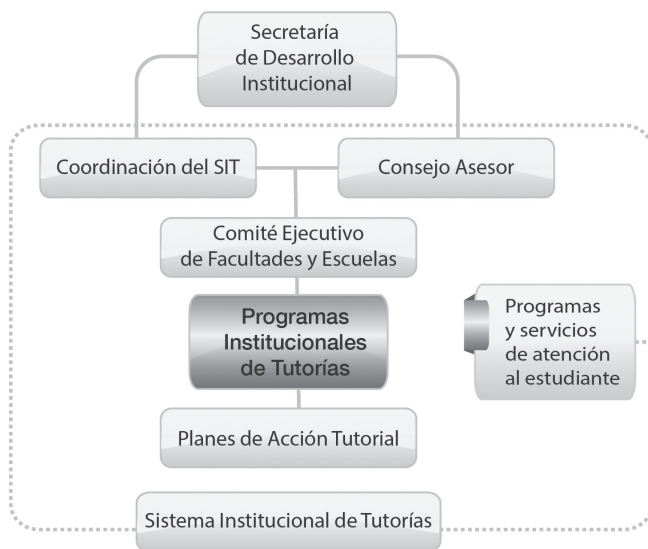 Secretaría
de Desarrollo
Institucional
Coordinación del SIT
Consejo Asesor
Comité Ejecutivo
de Facultades y Escuelas
Programas
Institucionales
de Tutorías
Programas
y servicios
de atención
al estudiante
Planes de Acción Tutorial
Sistema Institucional de Tutorías